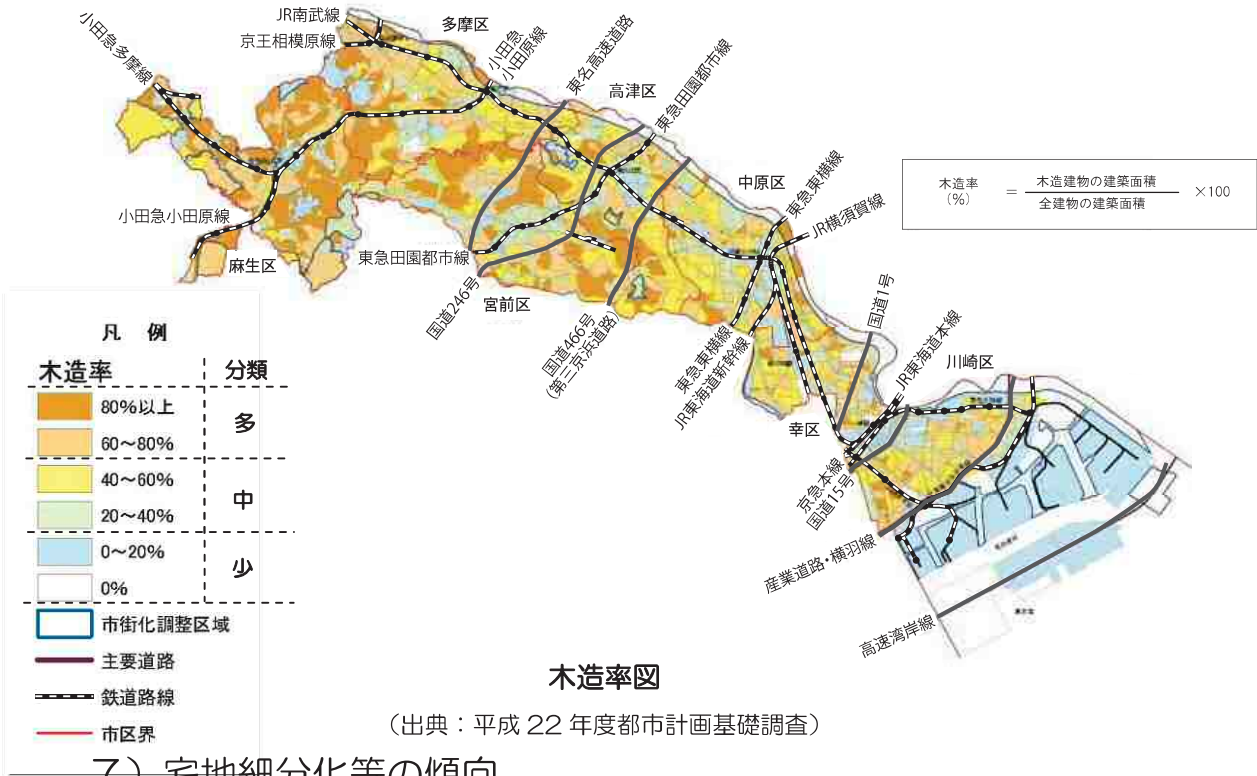 JR南武線
京王相模原線
小田急多摩線
多摩区
小田急
小田原線
東名高速道路
高津区
東急田園都市線
中原区
東急東横線
JR横須賀線
小田急小田原線
麻生区
東急田園都市線
国道246号
宮前区
国道466号
(第三京浜道路)
東急東横線
JR東海道新幹線
国道1号
JR東海道本線
川崎区
幸区
京急本線
国道15号
産業道路・横羽線
高速湾岸線
木造率
(%)
=
木造建物の建築面積
全建物の建築面積
×100
凡 例
木造率 分類
80%以上
多
60～80%
40～60%
中
20～40%
0～20%
少
0%
市街化調整区域
主要道路
鉄道路線
市区界
木造率図
(出典：平成 22 年度都市計画基礎調査)
7）宅地細分化等の傾向